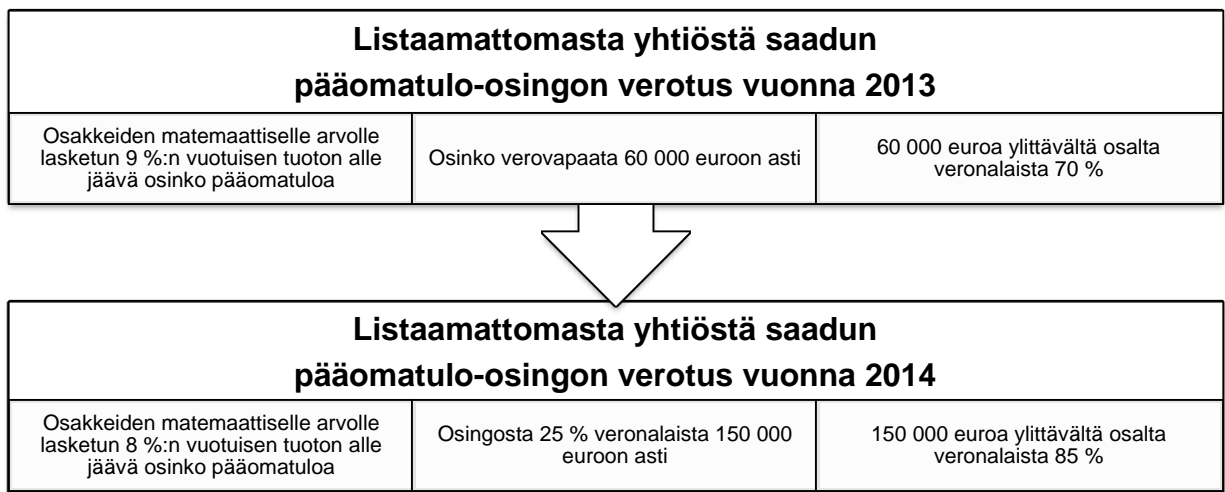 Listaamattomasta yhtiöstä saadun
pääomatulo-osingon verotus vuonna 2013
Osakkeiden matemaattiselle arvolle
lasketun 9 %:n vuotuisen tuoton alle
jäävä osinko pääomatuloa
Osinko verovapaata 60 000 euroon asti
60 000 euroa ylittävältä osalta
veronalaista 70 %
Listaamattomasta yhtiöstä saadun
pääomatulo-osingon verotus vuonna 2014
Osakkeiden matemaattiselle arvolle
lasketun 8 %:n vuotuisen tuoton alle
jäävä osinko pääomatuloa
Osingosta 25 % veronalaista 150 000
euroon asti
150 000 euroa ylittävältä osalta
veronalaista 85 %